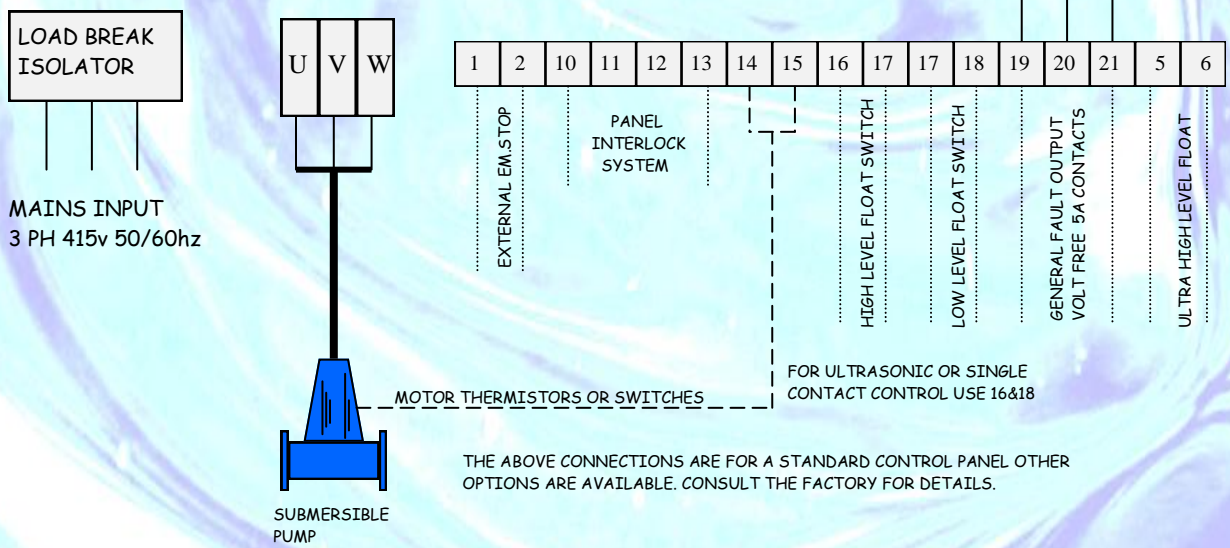 LOAD BREAK
ISOLATOR
MAINS INPUT
3 PH 415v 50/60hz
U V W
1 2 10 11 12 13 14 15 16 17 17 18 19 20 21 5 6
EXTERNAL EM.STOP
PANEL
INTERLOCK
SYSTEM
HIGH LEVEL FLOAT SWITCH
LOW LEVEL FLOAT SWITCH
GENERAL FAULT OUTPUT
VOLT FREE 5A CONTACTS
ULTRA HIGH LEVEL FLOAT
MOTOR THERMISTORS OR SWITCHES
FOR ULTRASONIC OR SINGLE
CONTACT CONTROL USE 16&18
THE ABOVE CONNECTIONS ARE FOR A STANDARD CONTROL PANEL OTHER
OPTIONS ARE AVAILABLE. CONSULT THE FACTORY FOR DETAILS.
SUBMERSIBLE
PUMP